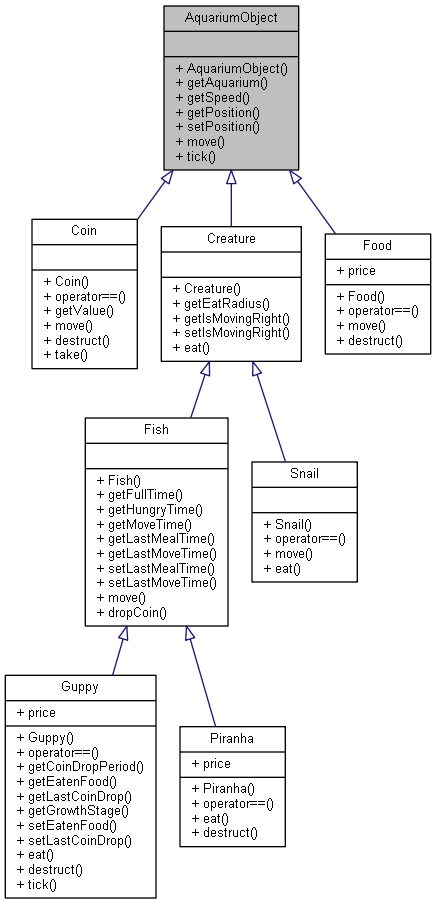 AquariumObject
+ AquariumObject()
+ getAquarium()
+ getSpeed()
+ getPosition()
+ setPosition()
+ move()
+ tick()
Coin
+ Coin()
+ operator==()
+ getValue()
+ move()
+ destruct()
+ take()
Creature
+ Creature()
+ getEatRadius()
+ getIsMovingRight()
+ setIsMovingRight()
+ eat()
Food
+ price
+ Food()
+ operator==()
+ move()
+ destruct()
Fish
+ Fish()
+ getFullTime()
+ getHungryTime()
+ getMoveTime()
+ getLastMealTime()
+ getLastMoveTime()
+ setLastMealTime()
+ setLastMoveTime()
+ move()
+ dropCoin()
Snail
+ Snail()
+ operator==()
+ move()
+ eat()
Guppy
+ price
+ Guppy()
+ operator==()
+ getCoinDropPeriod()
+ getEatenFood()
+ getLastCoinDrop()
+ getGrowthStage()
+ setEatenFood()
+ setLastCoinDrop()
+ eat()
+ destruct()
+ tick()
Piranha
+ price
+ Piranha()
+ operator==()
+ eat()
+ destruct()